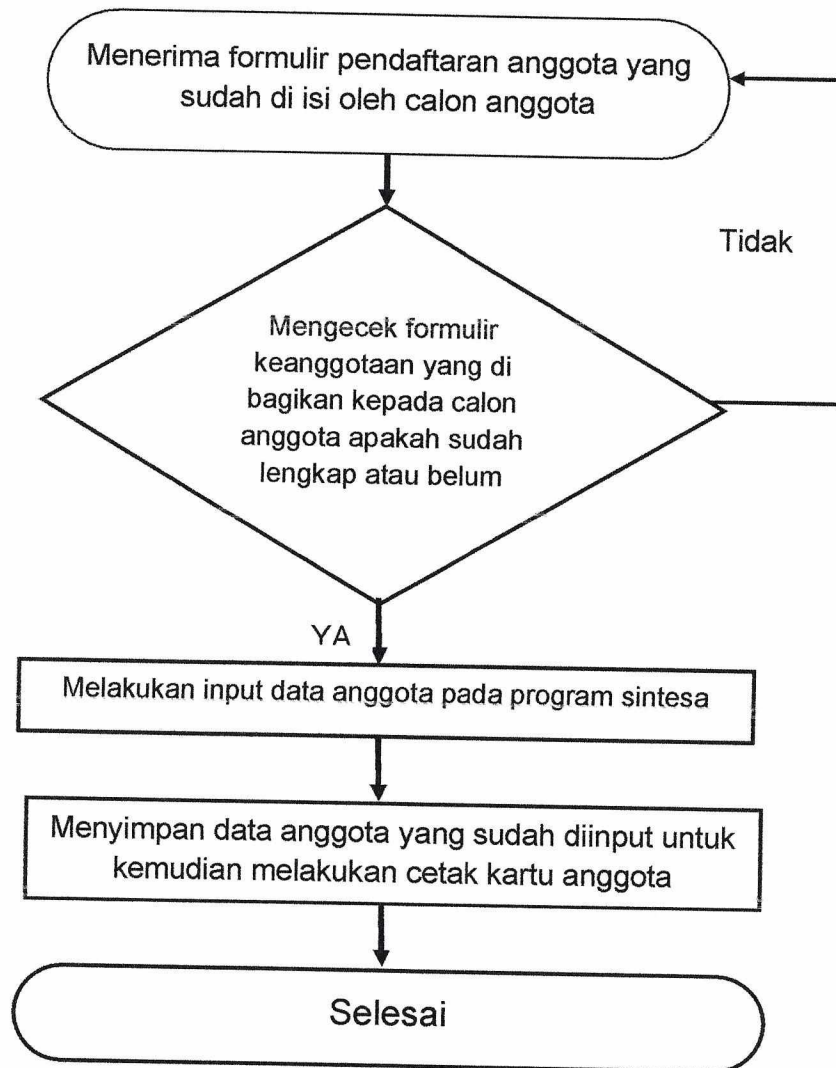 Menerima formulir pendaftaran anggota yang
sudah di isi oleh calon anggota
Tidak
Mengecek formulir
keanggotaan yang di
bagikan kepada calon
anggota apakah sudah
lengkap atau belum
YA
Melakukan input data anggota pada program sintesa
Menyimpan data anggota yang sudah diinput untuk
kemudian melakukan cetak kartu anggota
Selesai